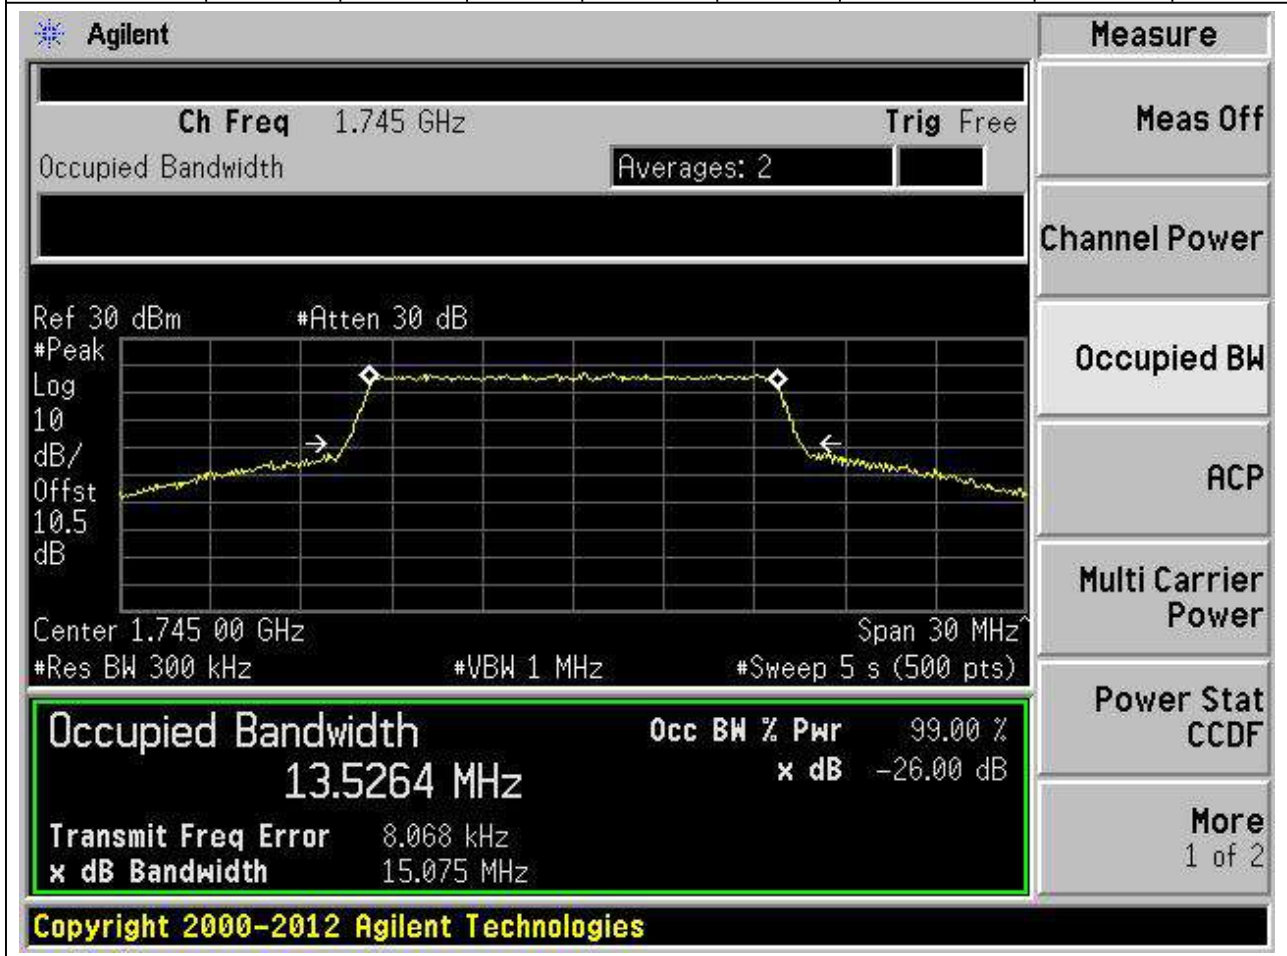 Agilent
Measure
Ch Freq 1.745 GHz Trig Free
Meas Off
Occupied Bandwidth Averages: 2
Channel Power
Ref 30 dBm #Atten 30 dB
#Peak
Log
10
dB/
Offst
10.5
dB
Occupied BW
ACP
Center 1.745 00 GHz Span 30 MHz^
#Res BW 300 kHz #VBW 1 MHz #Sweep 5 s (500 pts)
Multi Carrier
Power
Occupied Bandwidth Occ BW % Pwr 99.00 %
13.5264 MHz x dB -26.00 dB
Power Stat
CCDF
Transmit Freq Error 8.068 kHz
x dB Bandwidth 15.075 MHz
More
1 of 2
Copyright 2000-2012 Agilent Technologies